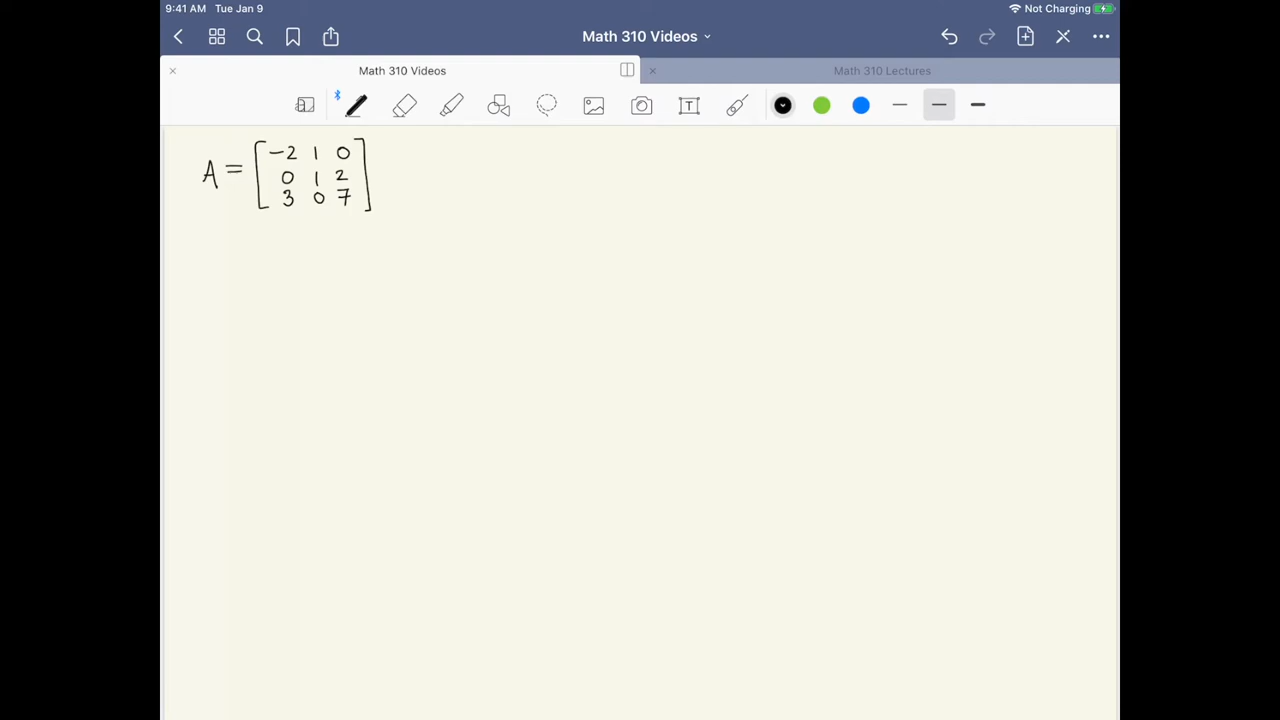 9:41 AM Tue Jan 9
Not Charging
Math 310 Videos
Math 310 Videos
Math 310 Lectures
T
A = [ -2 1 0
0 1 2
3 0 7 ]